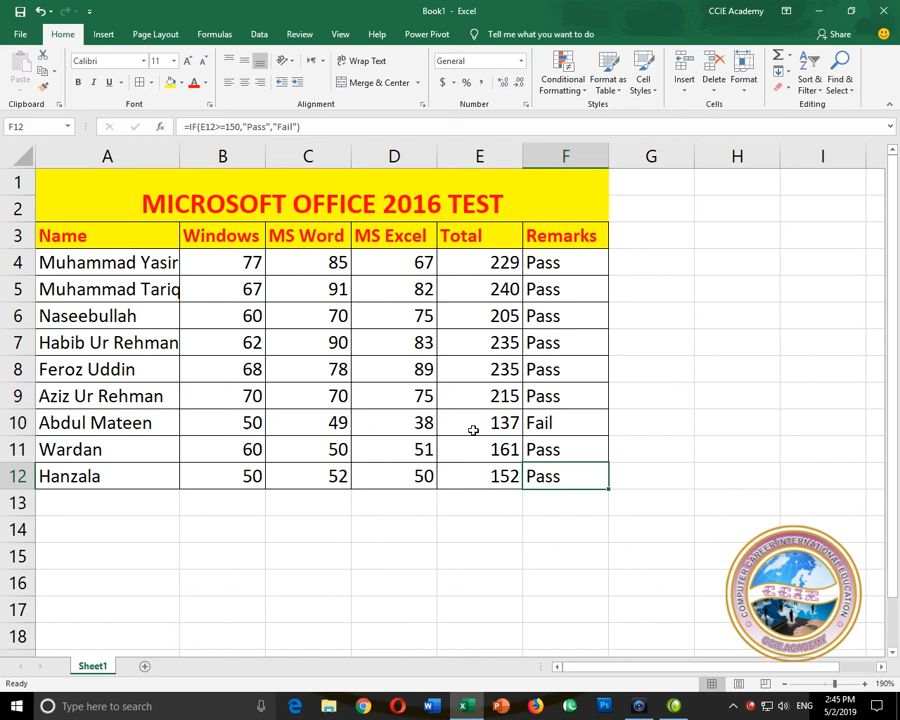 Book1 - Excel
CCIE Academy
File Home Insert Page Layout Formulas Data Review View Help Power Pivot Tell me what you want to do Share
Paste
Calibri 11
B I U
Wrap Text
Merge & Center
General
$ % ,
Conditional Formatting
Format as Table
Cell Styles
Insert Delete Format
Sort & Filter
Find & Select
Clipboard Font Alignment Number Styles Cells Editing
F12 =IF(E12>=150,"Pass","Fail")
A B C D E F G H I
1
2 MICROSOFT OFFICE 2016 TEST
3 Name Windows MS Word MS Excel Total Remarks
4 Muhammad Yasir 77 85 67 229 Pass
5 Muhammad Tariq 67 91 82 240 Pass
6 Naseebullah 60 70 75 205 Pass
7 Habib Ur Rehman 62 90 83 235 Pass
8 Feroz Uddin 68 78 89 235 Pass
9 Aziz Ur Rehman 70 70 75 215 Pass
10 Abdul Mateen 50 49 38 137 Fail
11 Wardan 60 50 51 161 Pass
12 Hanzala 50 52 50 152 Pass
13
14
15
16
17
18
COMPUTER CAREER INTERNATIONAL EDUCATION
CCIE
CCIE ACADEMY
Sheet1
Ready 190%
Type here to search
ENG
2:45 PM
5/2/2019